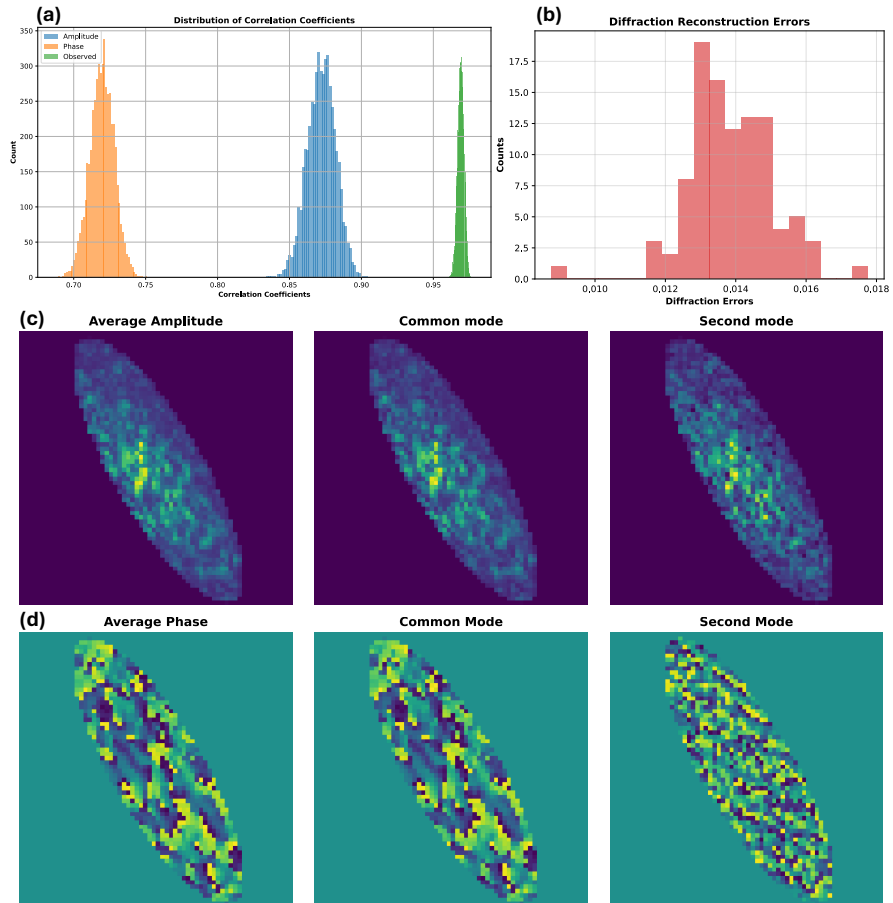 (a)
Distribution of Correlation Coefficients
Amplitude
Phase
Observed
350
300
250
200
150
100
50
0
Count
0.70
0.75
0.80
0.85
0.90
0.95
Correlation Coefficients
(b)
Diffraction Reconstruction Errors
17.5
15.0
12.5
10.0
7.5
5.0
2.5
0.0
Counts
0,010
0,012
0,014
0,016
0,018
Diffraction Errors
(c)
Average Amplitude
Common mode
Second mode
(d)
Average Phase
Common Mode
Second Mode